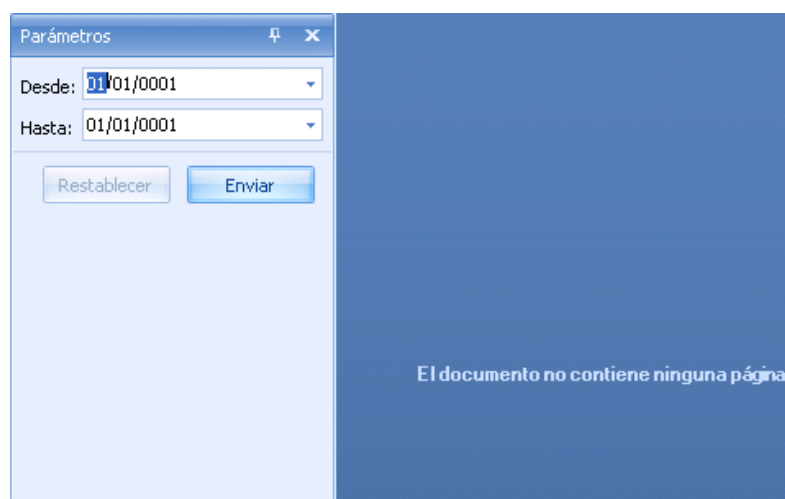 Parámetros
Desde: 01/01/0001
Hasta: 01/01/0001
Restablecer Enviar
El documento no contiene ninguna página